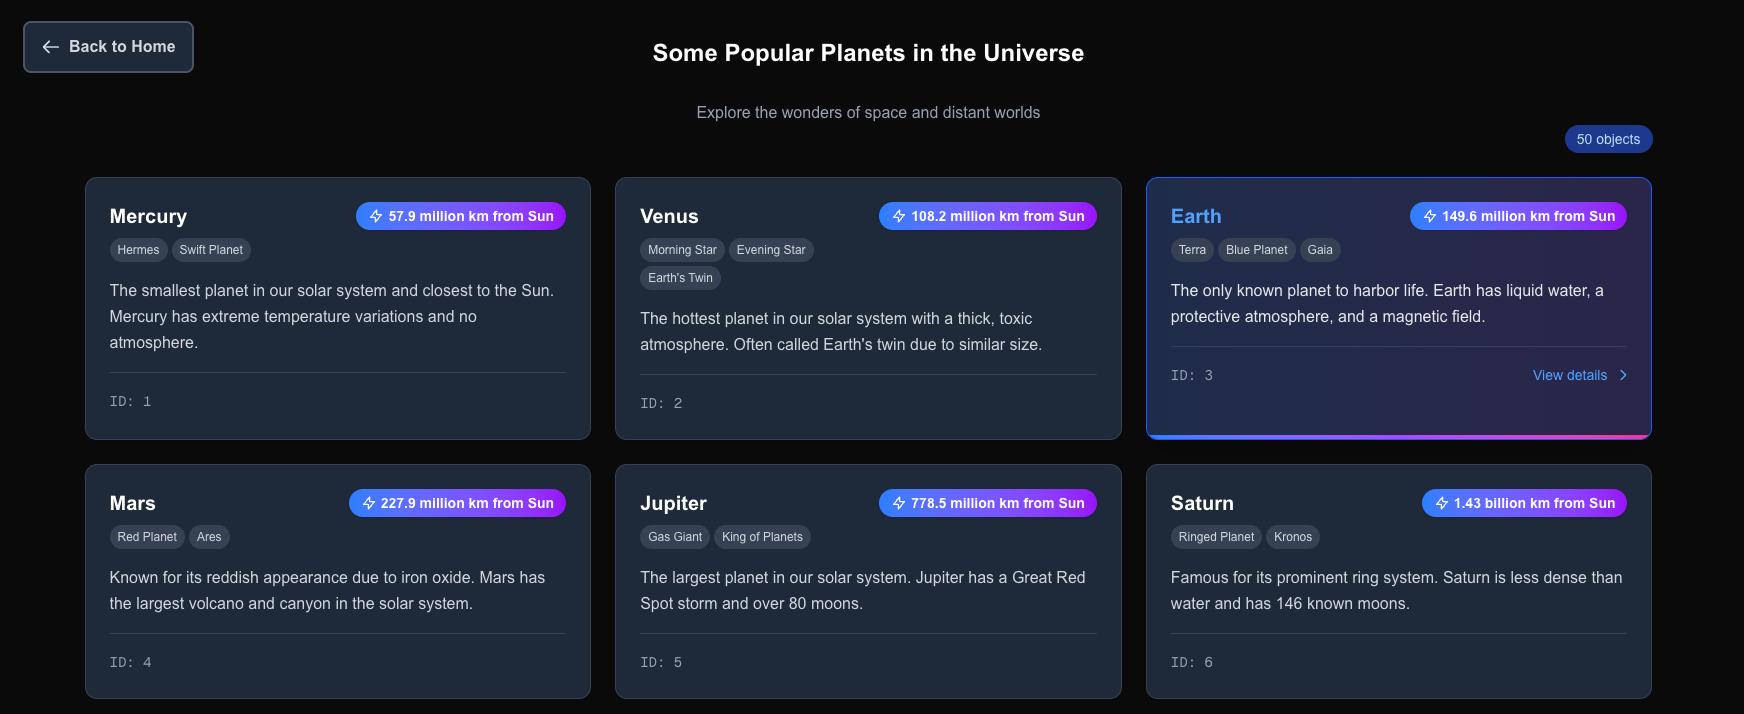 Back to Home
Some Popular Planets in the Universe
Explore the wonders of space and distant worlds
50 objects
Mercury
57.9 million km from Sun
Hermes
Swift Planet
The smallest planet in our solar system and closest to the Sun.
Mercury has extreme temperature variations and no
atmosphere.
ID: 1
Venus
108.2 million km from Sun
Morning Star
Evening Star
Earth's Twin
The hottest planet in our solar system with a thick, toxic
atmosphere. Often called Earth's twin due to similar size.
ID: 2
Earth
149.6 million km from Sun
Terra
Blue Planet
Gaia
The only known planet to harbor life. Earth has liquid water, a
protective atmosphere, and a magnetic field.
ID: 3
View details
Mars
227.9 million km from Sun
Red Planet
Ares
Known for its reddish appearance due to iron oxide. Mars has
the largest volcano and canyon in the solar system.
ID: 4
Jupiter
778.5 million km from Sun
Gas Giant
King of Planets
The largest planet in our solar system. Jupiter has a Great Red
Spot storm and over 80 moons.
ID: 5
Saturn
1.43 billion km from Sun
Ringed Planet
Kronos
Famous for its prominent ring system. Saturn is less dense than
water and has 146 known moons.
ID: 6